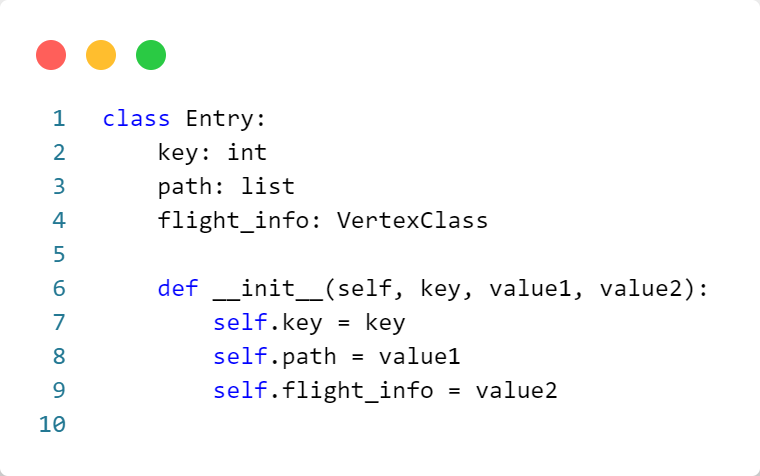 1 class Entry:
2     key: int
3     path: list
4     flight_info: VertexClass
5
6     def __init__(self, key, value1, value2):
7         self.key = key
8         self.path = value1
9         self.flight_info = value2
10